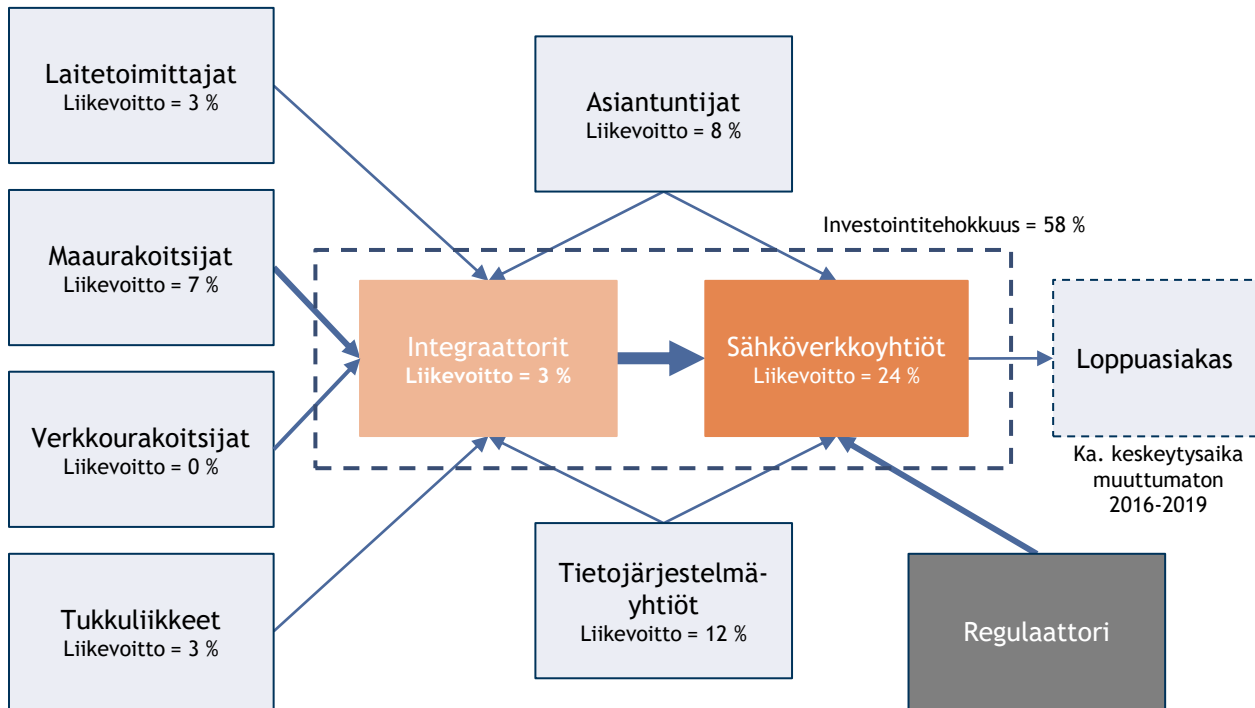 Laitetoimittajat
Liikevoitto = 3 %
Asiantuntijat
Liikevoitto = 8 %
Maaurakoitsijat
Liikevoitto = 7 %
Investointitehokkuus = 58 %
Integraattorit
Liikevoitto = 3 %
Sähköverkkoyhtiöt
Liikevoitto = 24 %
Loppuasiakas
Ka. keskeytysaika
muuttumaton
2016-2019
Verkkourakoitsijat
Liikevoitto = 0 %
Tukkuliikkeet
Liikevoitto = 3 %
Tietojärjestelmä-
yhtiöt
Liikevoitto = 12 %
Regulaattori